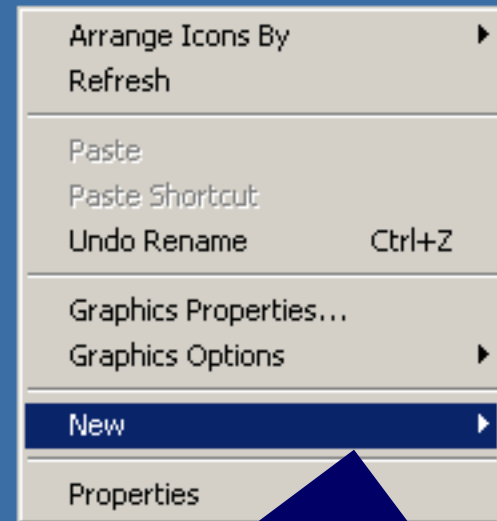 Arrange Icons By
Refresh
Paste
Paste Shortcut
Undo Rename Ctrl+Z
Graphics Properties...
Graphics Options
New
Properties